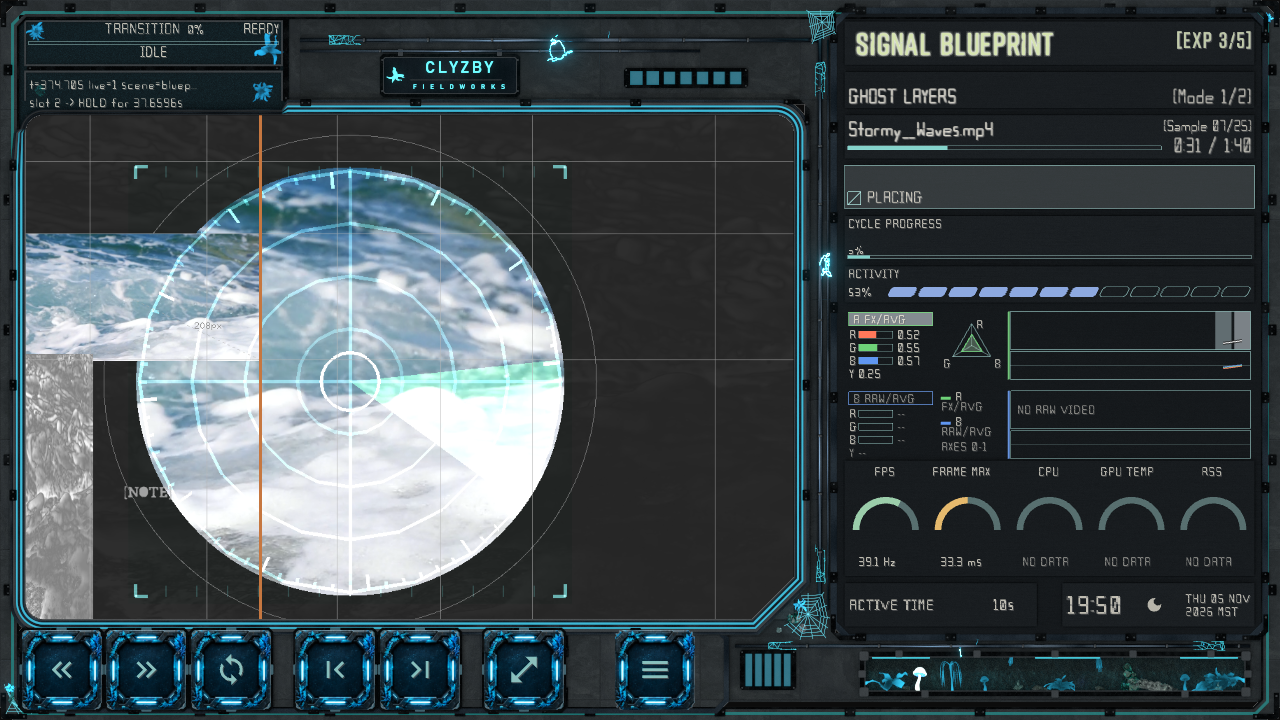 TRANSITION 0% READY
IDLE
t=374.705 live=1 scene=bluep..
slot 2 -> HOLD for 37.6596s
CLYZBY
FIELDWORKS
208px
[NOTE
SIGNAL BLUEPRINT [EXP 3/5]
GHOST LAYERS [Mode 1/2]
Stormy_Waves.mp4 [Sample 07/25]
0:31 / 1:40
PLACING
CYCLE PROGRESS
5%
ACTIVITY
53%
A FX/AVG
R 0.52
G 0.55
B 0.57
Y 0.25
R
G B
B RAW/AVG
R --
G --
B --
Y --
A
FX/AVG
B
RAW/AVG
AXES 0-1
NO RAW VIDEO
FPS FRAME MAX CPU GPU TEMP RSS
39.1 Hz 33.3 ms NO DATA NO DATA NO DATA
ACTIVE TIME 10s
19:50
THU 05 NOV
2026 MST